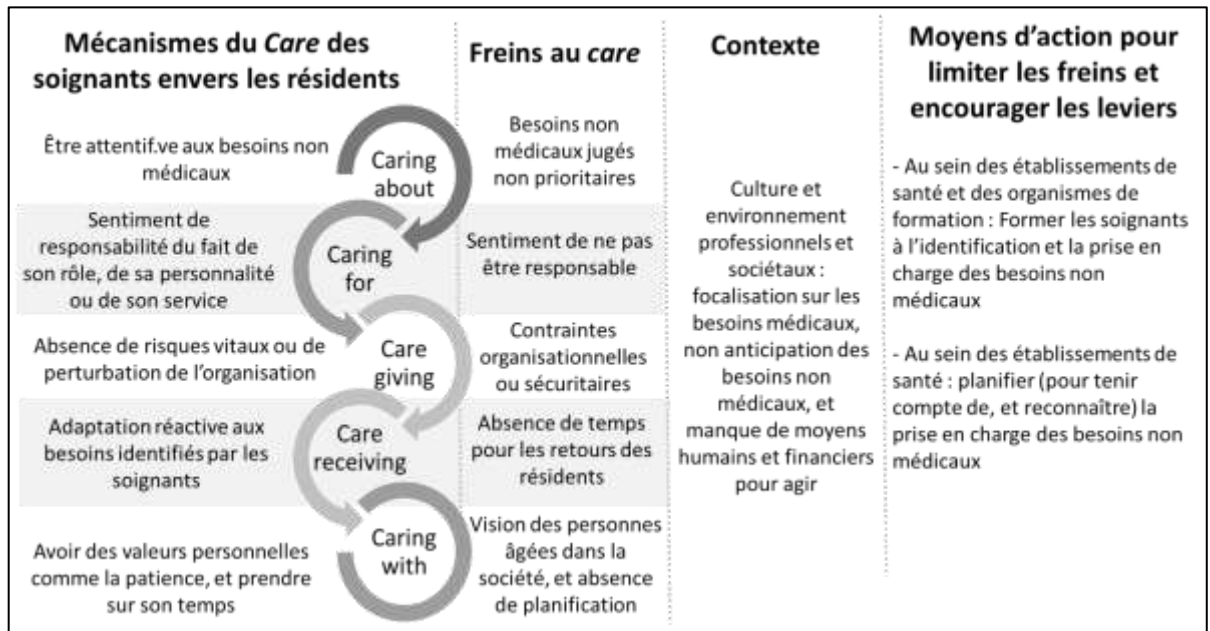 Mécanismes du Care des
soignants envers les résidents
Freins au care
Contexte
Moyens d'action pour
limiter les freins et
encourager les leviers
Être attentif.ve aux besoins non
médicaux
Caring
about
Besoins non
médicaux jugés
non prioritaires
Sentiment de
responsabilité du fait de
son rôle, de sa personnalité
ou de son service
Caring
for
Sentiment de ne pas
être responsable
Absence de risques vitaux ou de
perturbation de l'organisation
Care
giving
Contraintes
organisationnelles
ou sécuritaires
Adaptation réactive aux
besoins identifiés par les
soignants
Care
receiving
Absence de temps
pour les retours des
résidents
Avoir des valeurs personnelles
comme la patience, et prendre
sur son temps
Caring
with
Vision des personnes
âgées dans la
société, et absence
de planification
Culture et
environnement
professionnels et
sociétaux :
focalisation sur les
besoins médicaux,
non anticipation des
besoins non
médicaux, et
manque de moyens
humains et financiers
pour agir
- Au sein des établissements de
santé et des organismes de
formation : Former les soignants
à l'identification et la prise en
charge des besoins non
médicaux
- Au sein des établissements de
santé : planifier (pour tenir
compte de, et reconnaître) la
prise en charge des besoins non
médicaux